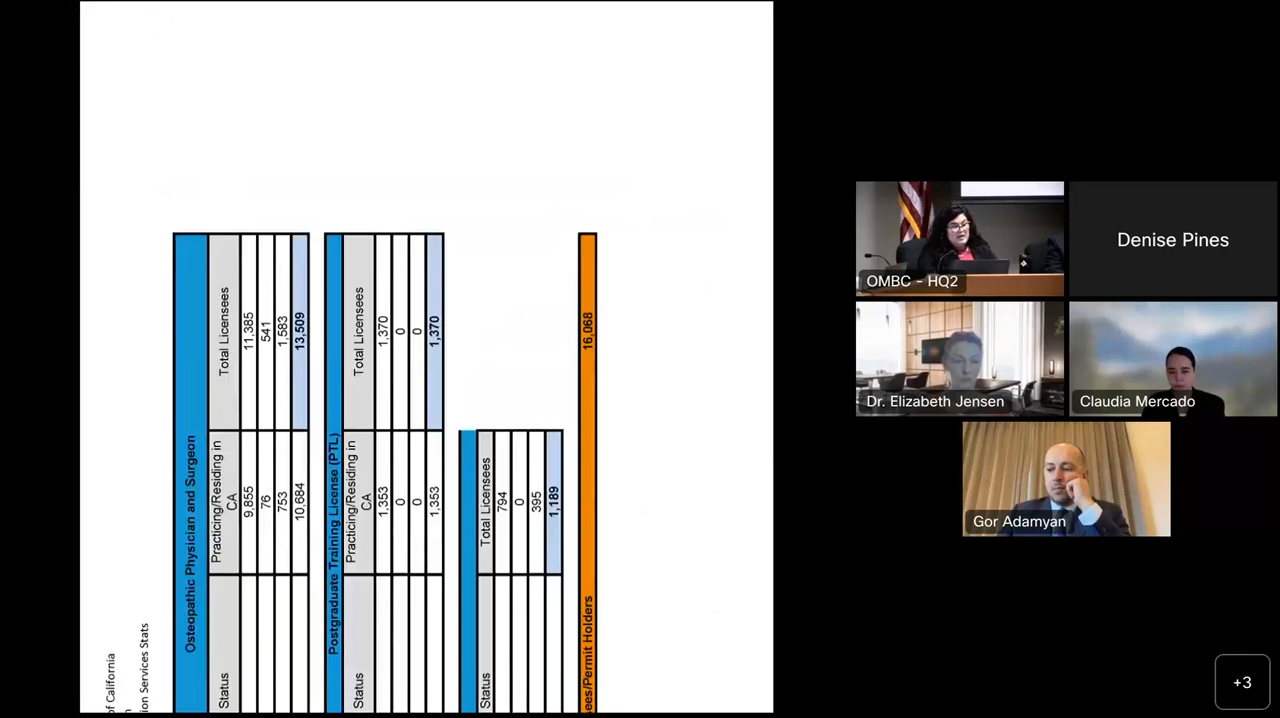 of California
ion Services Stats
Osteopathic Physician and Surgeon
Status
Practicing/Residing in
CA
Total Licensees
9,855
11,385
76
541
753
1,583
10,684
13,509
Postgraduate Training License (PTL)
Status
Practicing/Residing in
CA
Total Licensees
1,353
1,370
0
0
0
0
1,353
1,370
Status
Total Licensees
794
0
395
1,189
ees/Permit Holders
16,068
OMBC - HQ2
Denise Pines
Dr. Elizabeth Jensen
Claudia Mercado
Gor Adamyan
+3